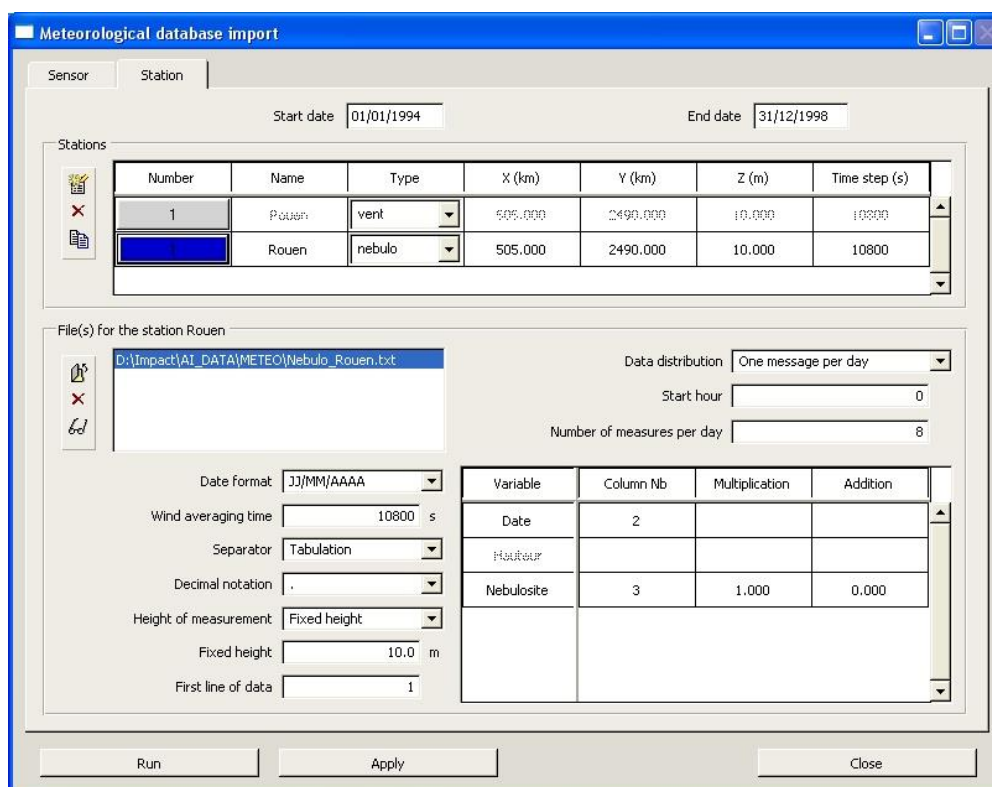 Meteorological database import
Sensor Station
Start date 01/01/1994 End date 31/12/1998
Stations
Number Name Type X (km) Y (km) Z (m) Time step (s)
1 Rouen vent 505.000 2490.000 10.000 10800
Rouen nebulo 505.000 2490.000 10.000 10800
File(s) for the station Rouen
D:\Impact\AI_DATA\METEO\Nebulo_Rouen.txt
Data distribution One message per day
Start hour 0
Number of measures per day 8
Date format JJ/MM/AAAA
Wind averaging time 10800 s
Separator Tabulation
Decimal notation .
Height of measurement Fixed height
Fixed height 10.0 m
First line of data 1
Variable Column Nb Multiplication Addition
Date 2
Hauteur
Nebulosite 3 1.000 0.000
Run Apply Close